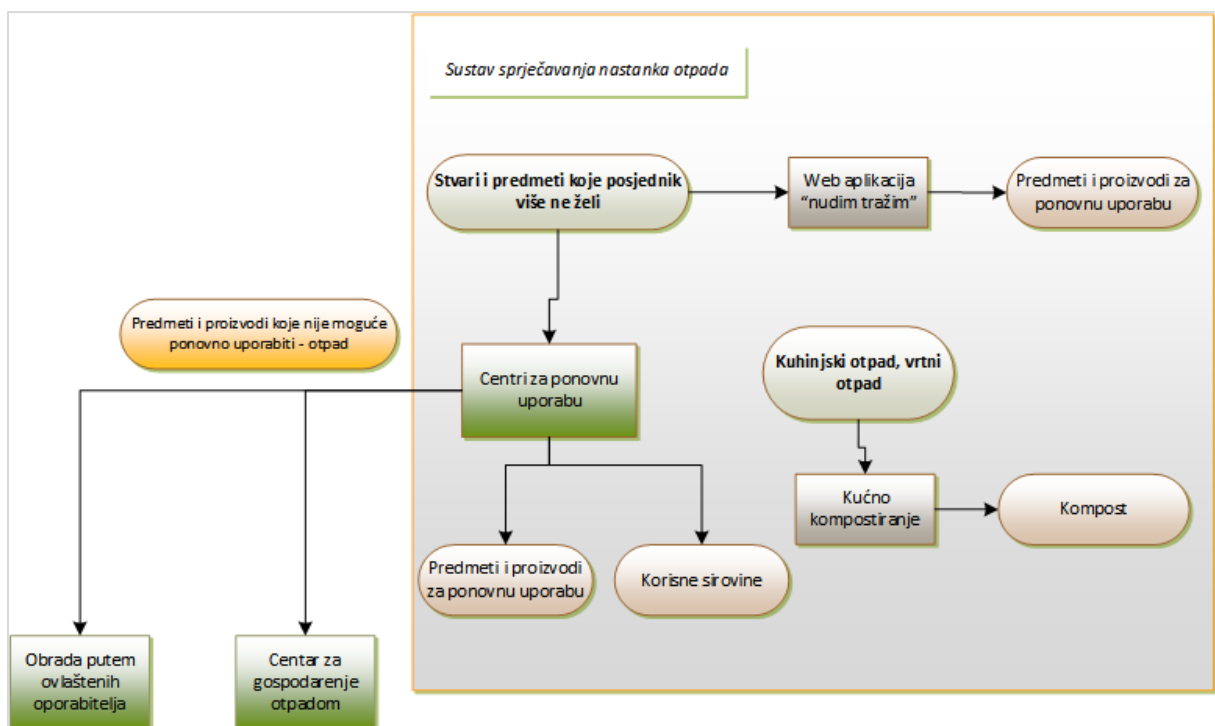 Sustav sprječavanja nastanka otpada
Stvari i predmeti koje posjednik
više ne želi
Web aplikacija
“nudim tražim”
Predmeti i proizvodi za
ponovnu uporabu
Predmeti i proizvodi koje nije moguće
ponovno uporabiti - otpad
Centri za ponovnu
uporabu
Kuhinjski otpad, vrtni
otpad
Kućno
kompostiranje
Kompost
Predmeti i proizvodi
za ponovnu uporabu
Korisne sirovine
Obrada putem
ovlaštenih
oporabitelja
Centar za
gospodarenje
otpadom